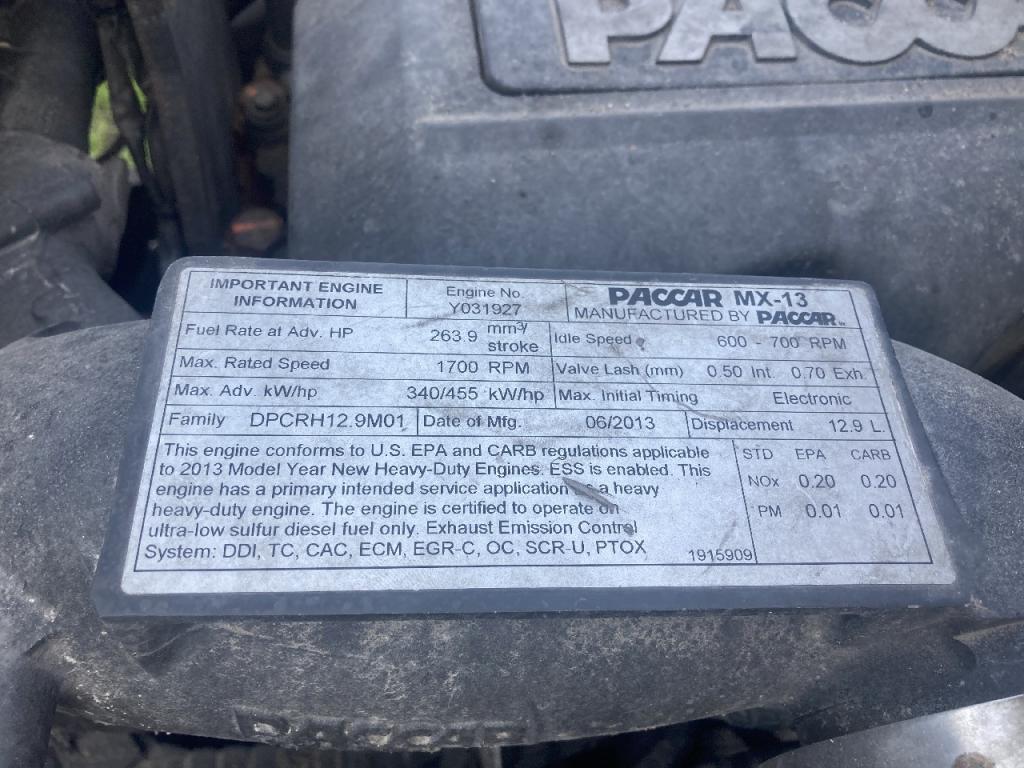 PACCA
IMPORTANT ENGINE
INFORMATION
Engine No.
Y031927
PACCAR MX-13
MANUFACTURED BY PACCAR Inc
Fuel Rate at Adv. HP 263.9 mm3/
stroke
Idle Speed 600 - 700 RPM
Max. Rated Speed 1700 RPM
Valve Lash (mm) 0.50 Int. 0.70 Exh.
Max. Adv. kW/hp 340/455 kW/hp
Max. Initial Timing Electronic
Family DPCRH12.9M01
Date of Mfg. 06/2013
Displacement 12.9 L.
This engine conforms to U.S. EPA and CARB regulations applicable
to 2013 Model Year New Heavy-Duty Engines. ESS is enabled. This
engine has a primary intended service application as a heavy
heavy-duty engine. The engine is certified to operate on
ultra-low sulfur diesel fuel only. Exhaust Emission Control
System: DDI, TC, CAC, ECM, EGR-C, OC, SCR-U, PTOX
1915909
STD EPA CARB
NOx 0.20 0.20
PM 0.01 0.01
PACCAR